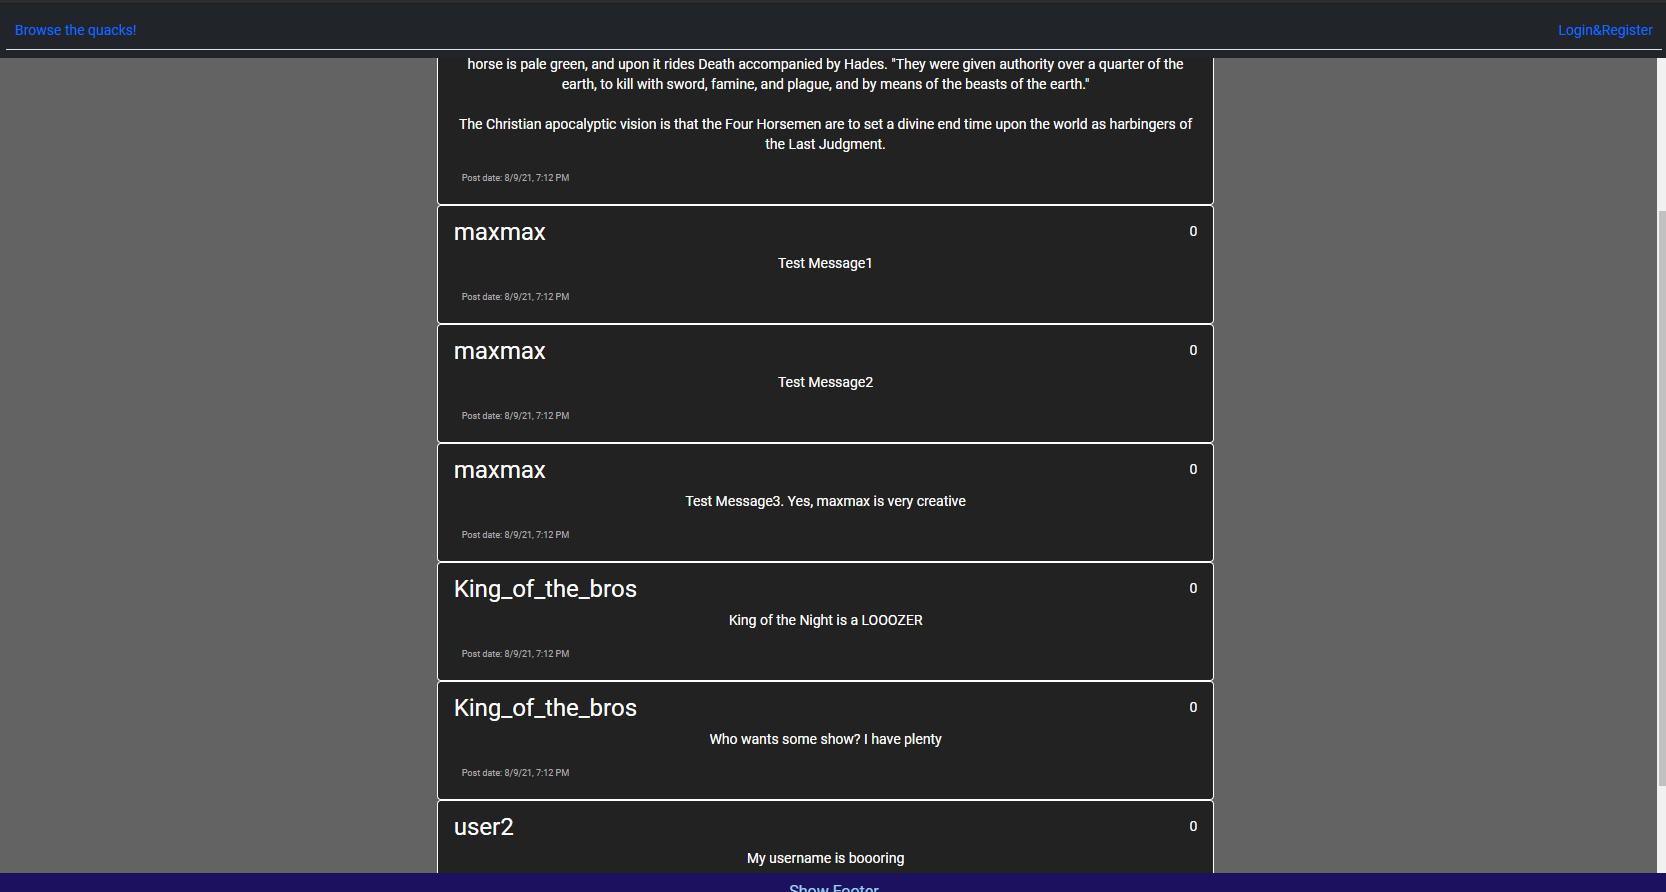 Browse the quacks!
Login&Register
horse is pale green, and upon it rides Death accompanied by Hades. "They were given authority over a quarter of the
earth, to kill with sword, famine, and plague, and by means of the beasts of the earth."
The Christian apocalyptic vision is that the Four Horsemen are to set a divine end time upon the world as harbingers of
the Last Judgment.
Post date: 8/9/21, 7:12 PM
maxmax
0
Test Message1
Post date: 8/9/21, 7:12 PM
maxmax
0
Test Message2
Post date: 8/9/21, 7:12 PM
maxmax
0
Test Message3. Yes, maxmax is very creative
Post date: 8/9/21, 7:12 PM
King_of_the_bros
0
King of the Night is a LOOOZER
Post date: 8/9/21, 7:12 PM
King_of_the_bros
0
Who wants some show? I have plenty
Post date: 8/9/21, 7:12 PM
user2
0
My username is boooring
Show Footer